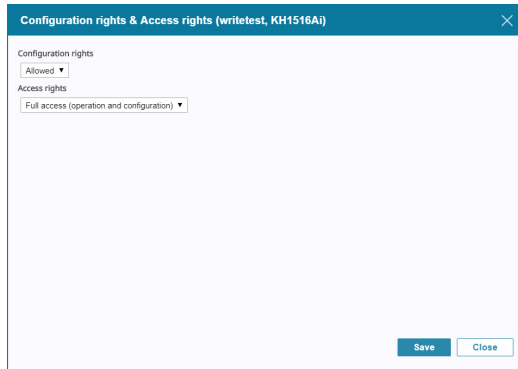 Configuration rights & Access rights (writetest, KH1516Ai)
Configuration rights
Allowed
Access rights
Full access (operation and configuration)
Save Close